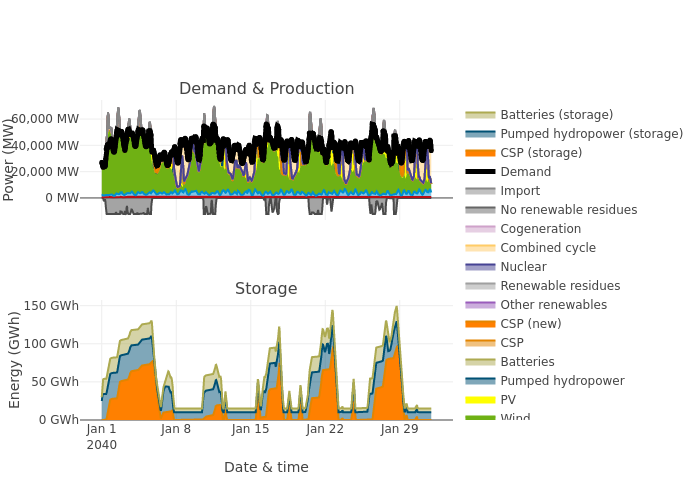 Demand & Production
Power (MW)
60,000 MW
40,000 MW
20,000 MW
0 MW
Storage
Energy (GWh)
150 GWh
100 GWh
50 GWh
0 GWh
Jan 1
2040
Jan 8
Jan 15
Jan 22
Jan 29
Date & time
Batteries (storage)
Pumped hydropower (storage)
CSP (storage)
Demand
Import
No renewable residues
Cogeneration
Combined cycle
Nuclear
Renewable residues
Other renewables
CSP (new)
CSP
Batteries
Pumped hydropower
PV
Wind